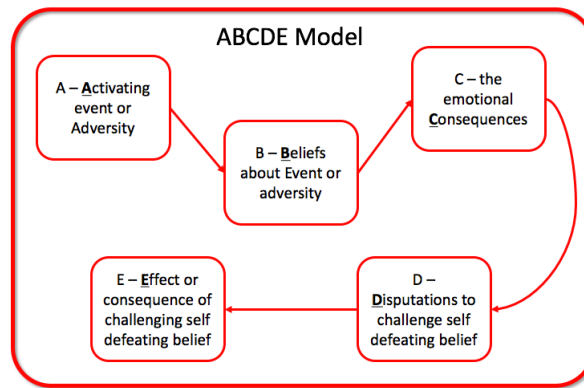 ABCDE Model
A – Activating
event or
Adversity
B – Beliefs
about Event or
adversity
C – the
emotional
Consequences
D –
Disputations to
challenge self
defeating belief
E – Effect or
consequence of
challenging self
defeating belief